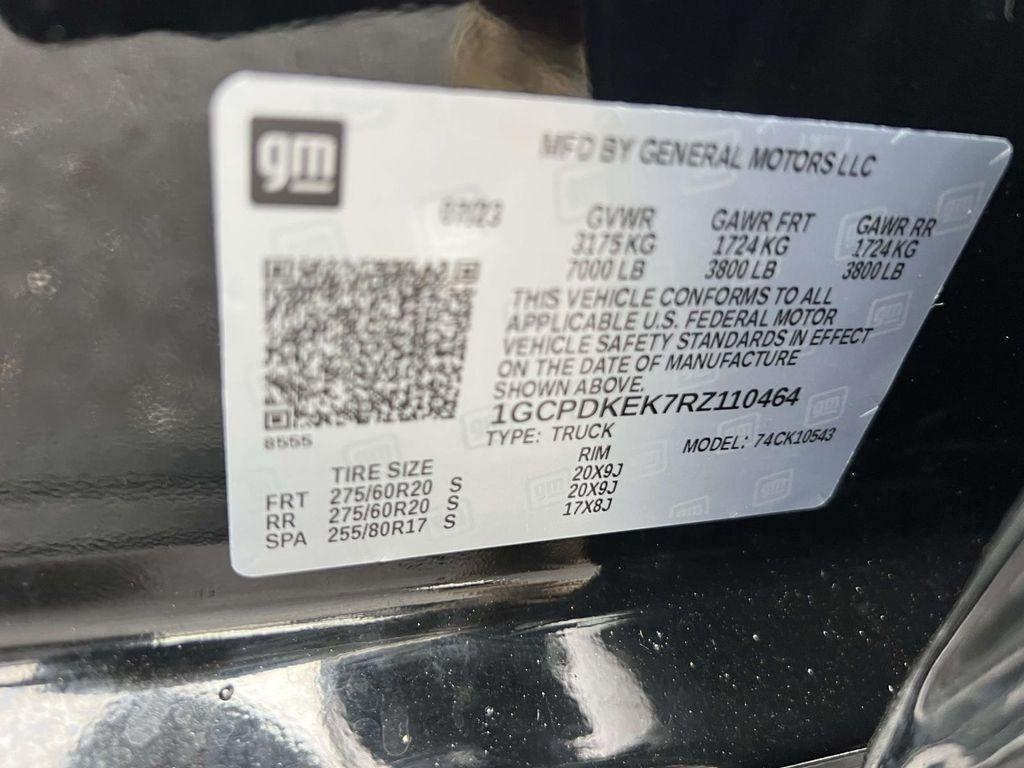 gm
MFD BY GENERAL MOTORS LLC
GVWR GAWR FRT GAWR RR
3175 KG 1724 KG 1724 KG
7000 LB 3800 LB 3800 LB
THIS VEHICLE CONFORMS TO ALL
APPLICABLE U.S. FEDERAL MOTOR
VEHICLE SAFETY STANDARDS IN EFFECT
ON THE DATE OF MANUFACTURE
SHOWN ABOVE.
1GCPDKEK7RZ110464
8555
TYPE: TRUCK MODEL: 74CK10543
TIRE SIZE RIM
FRT 275/60R20 S 20X9J
RR 275/60R20 S 20X9J
SPA 255/80R17 S 17X8J